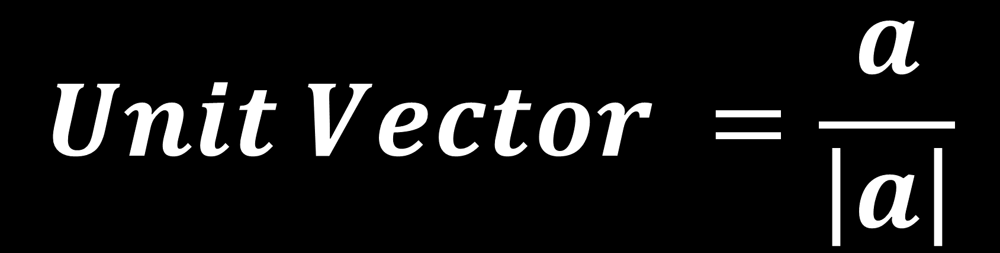 Unit Vector = a / |a|